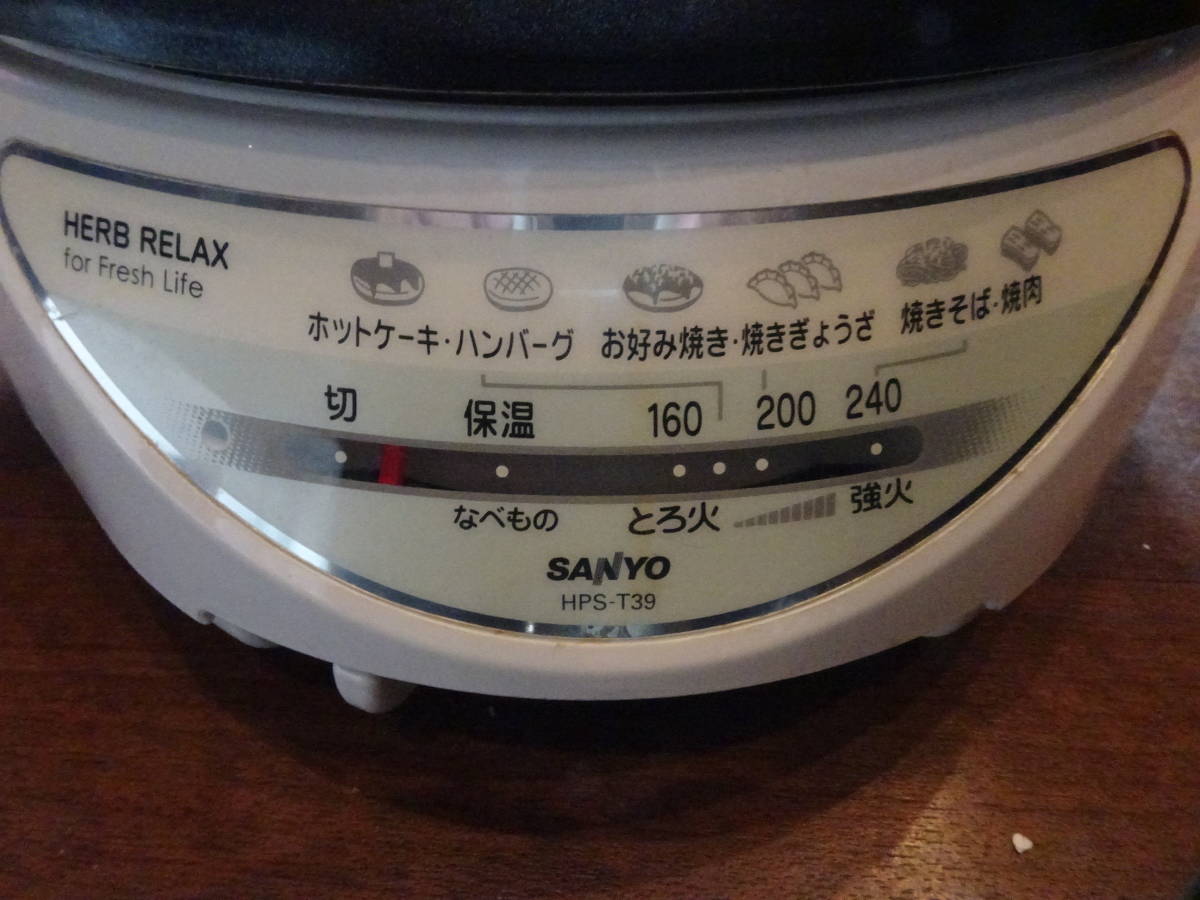 HERB RELAX
for Fresh Life
ホットケーキ・ハンバーグ お好み焼き・焼きぎょうざ 焼きそば・焼肉
切 保温 160 200 240
なべもの とろ火 強火
SANYO
HPS-T39